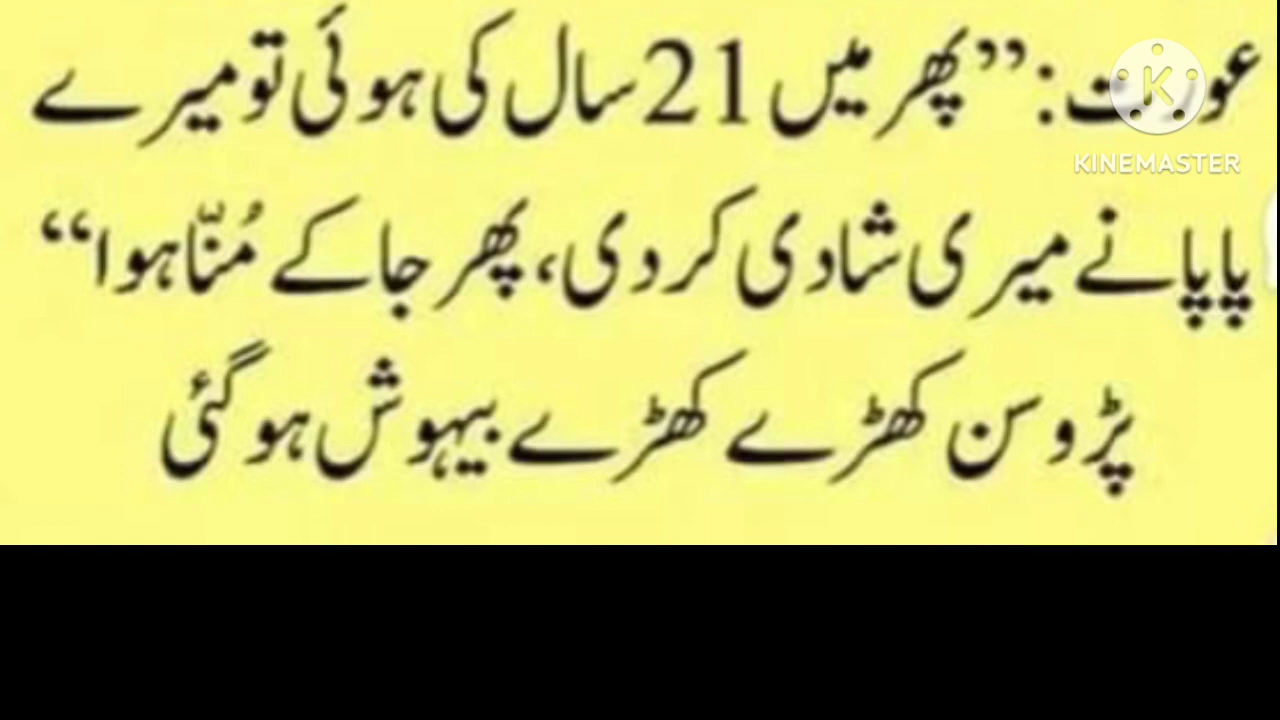 عورت: ”پھر میں 21 سال کی ہوئی تو میرے
پاپا نے میری شادی کر دی، پھر جا کے مُنّا ہوا“
پڑوسن کھڑے کھڑے بیہوش ہو گئی
KINEMASTER